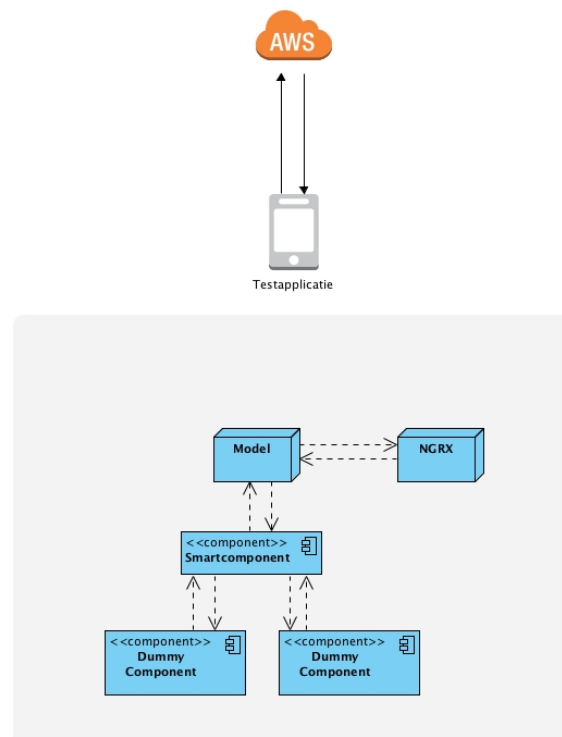 AWS
Testapplicatie
Model
NGRX
<<component>>
Smartcomponent
<<component>>
Dummy
Component
<<component>>
Dummy
Component